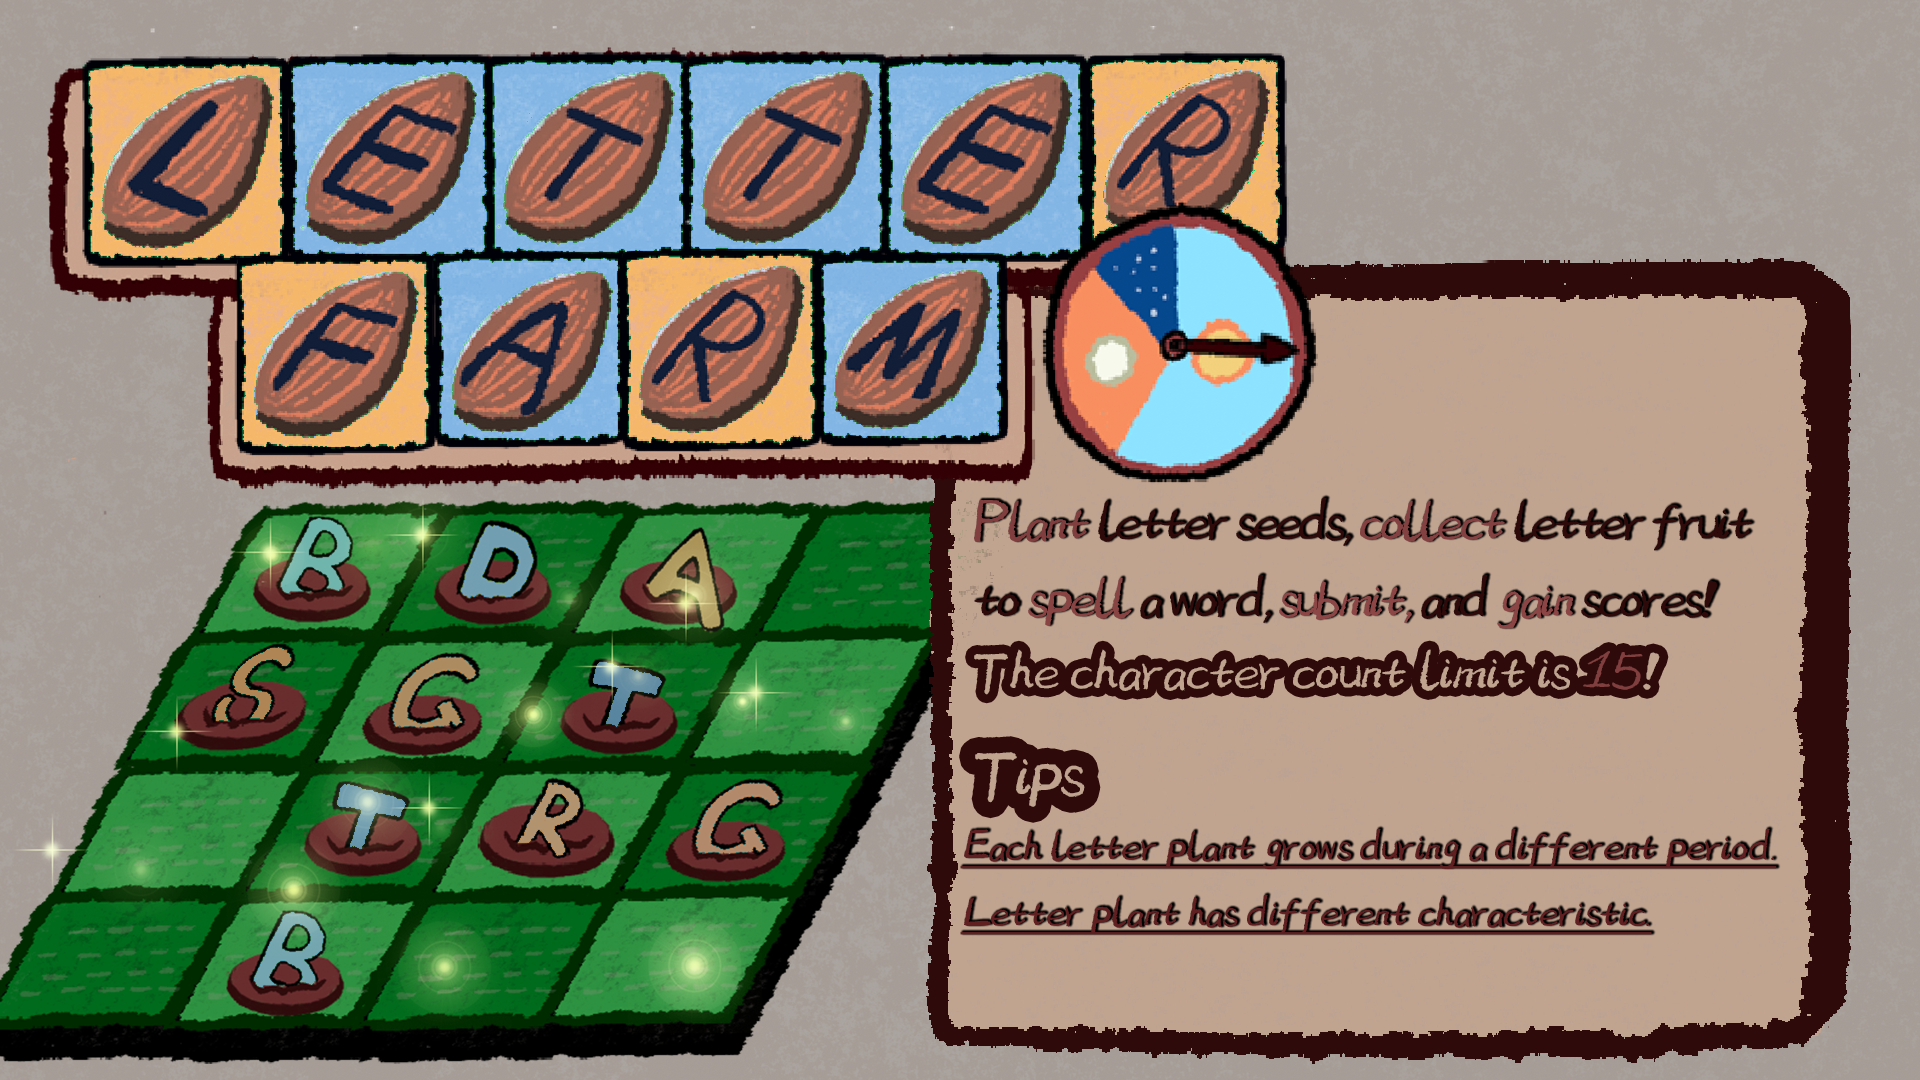 LETTER
FARM
B D A
S G T
T R G
B
Plant letter seeds, collect letter fruit
to spell a word, submit, and gain scores!
The character count limit is 15!
Tips
Each letter plant grows during a different period.
Letter plant has different characteristic.